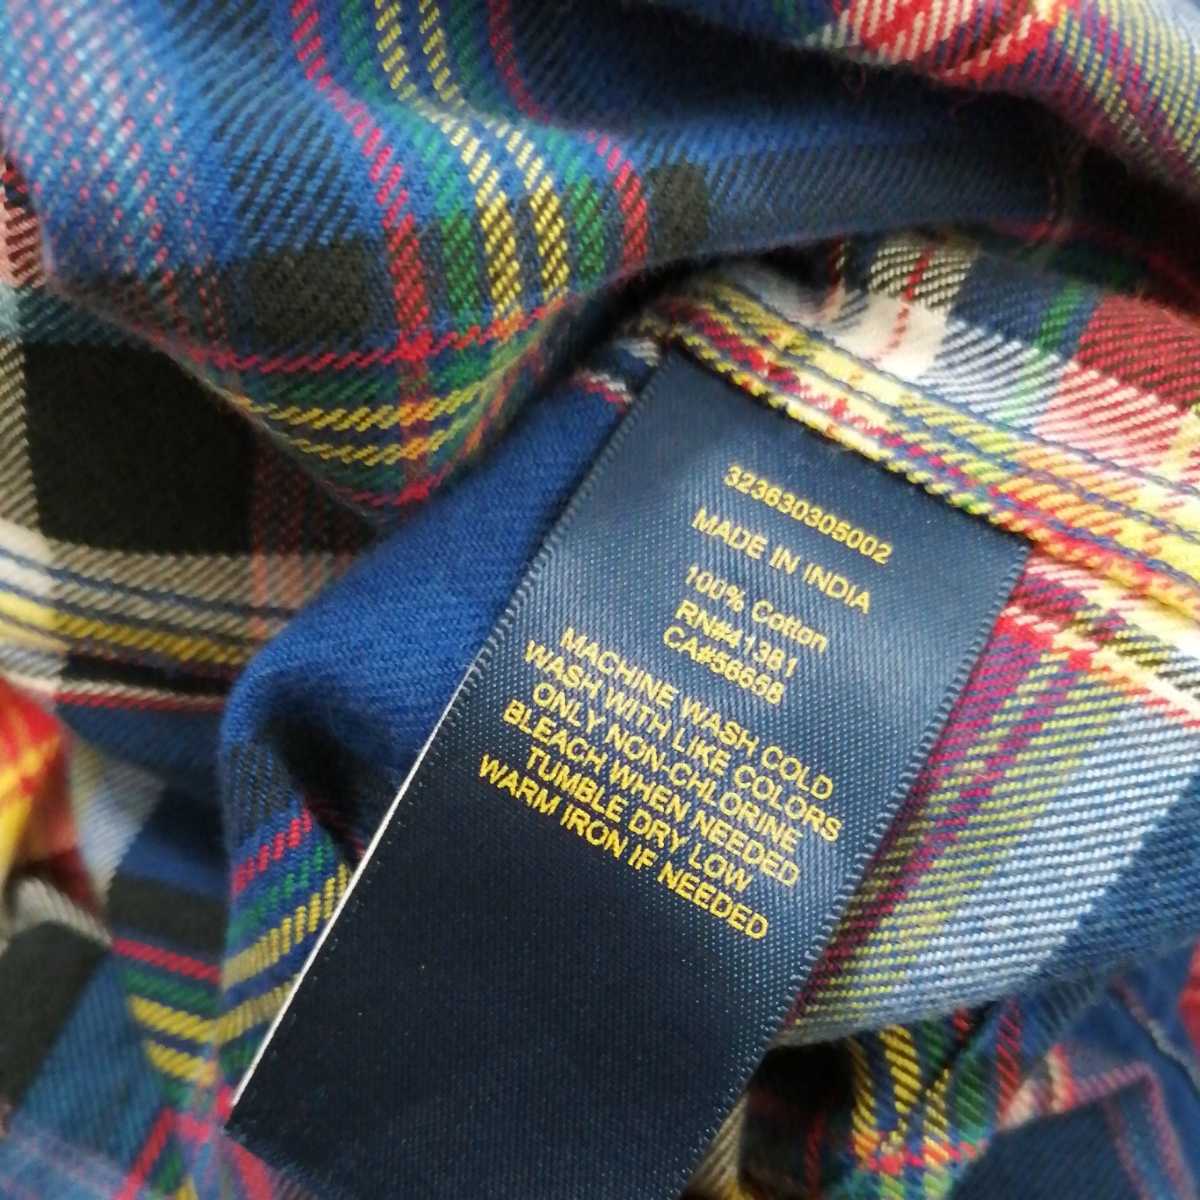 323630305002
MADE IN INDIA
100% Cotton
RN#41381
CA#56658
MACHINE WASH COLD
WASH WITH LIKE COLORS
ONLY NON-CHLORINE
BLEACH WHEN NEEDED
TUMBLE DRY LOW
WARM IRON IF NEEDED